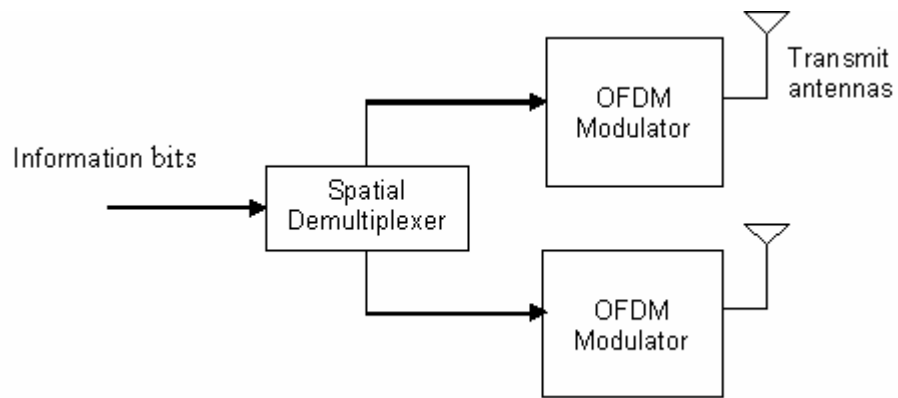 Information bits
Spatial
Demultiplexer
OFDM
Modulator
Transmit
antennas
OFDM
Modulator